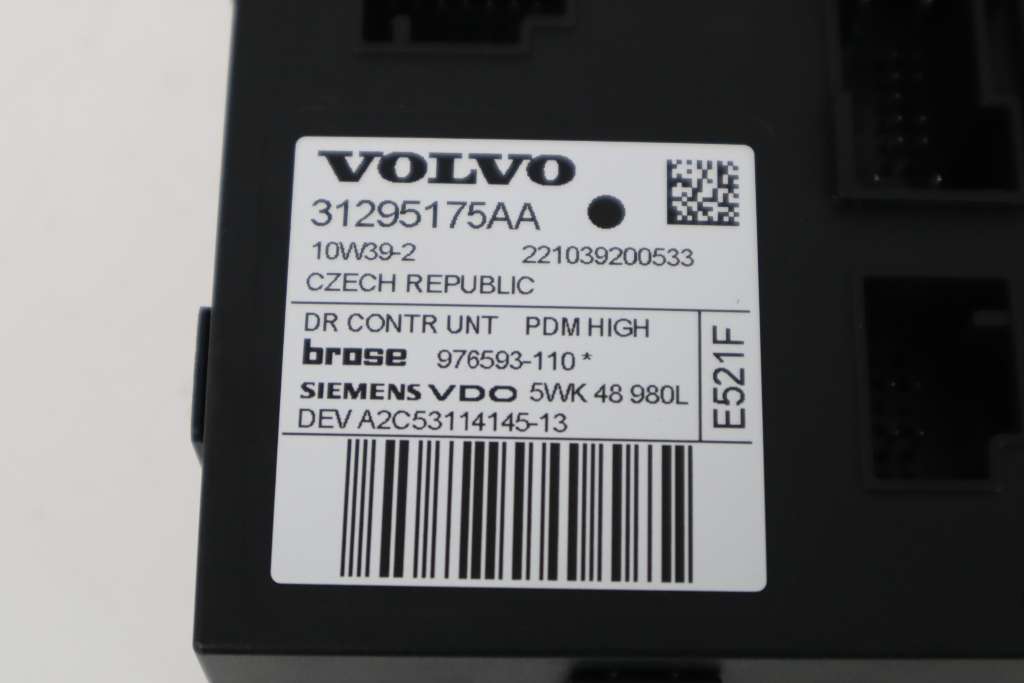 VOLVO
31295175AA
10W39-2 221039200533
CZECH REPUBLIC
DR CONTR UNT PDM HIGH
brose 976593-110 *
SIEMENS VDO 5WK 48 980L
DEV A2C53114145-13
E521F